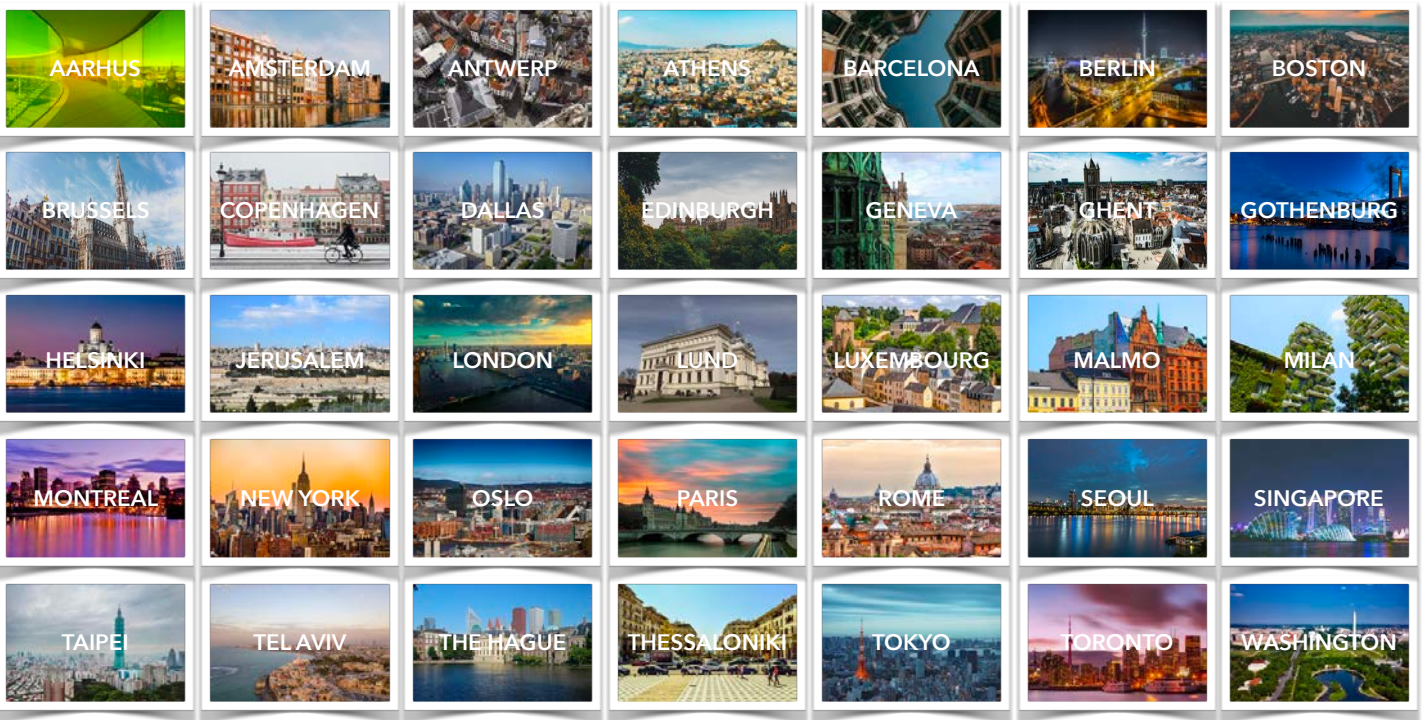 AARHUS
AMSTERDAM
ANTWERP
ATHENS
BARCELONA
BERLIN
BOSTON
BRUSSELS
COPENHAGEN
DALLAS
EDINBURGH
GENEVA
GHENT
GOTHENBURG
HELSINKI
JERUSALEM
LONDON
LUND
LUXEMBOURG
MALMO
MILAN
MONTREAL
NEW YORK
OSLO
PARIS
ROME
SEOUL
SINGAPORE
TAIPEI
TEL AVIV
THE HAGUE
THESSALONIKI
TOKYO
TORONTO
WASHINGTON